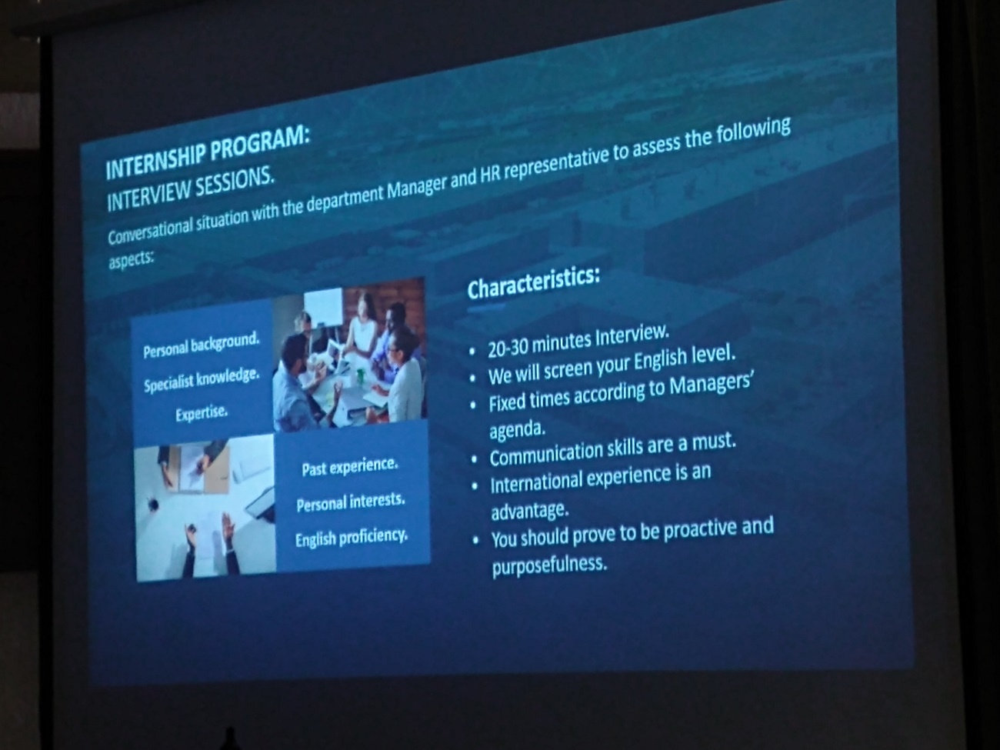 INTERNSHIP PROGRAM:
INTERVIEW SESSIONS.
Conversational situation with the department Manager and HR representative to assess the following
aspects:
Personal background.
Specialist knowledge.
Expertise.
Past experience.
Personal interests.
English proficiency.
Characteristics:
• 20-30 minutes Interview.
• We will screen your English level.
• Fixed times according to Managers’
agenda.
• Communication skills are a must.
• International experience is an
advantage.
• You should prove to be proactive and
purposefulness.